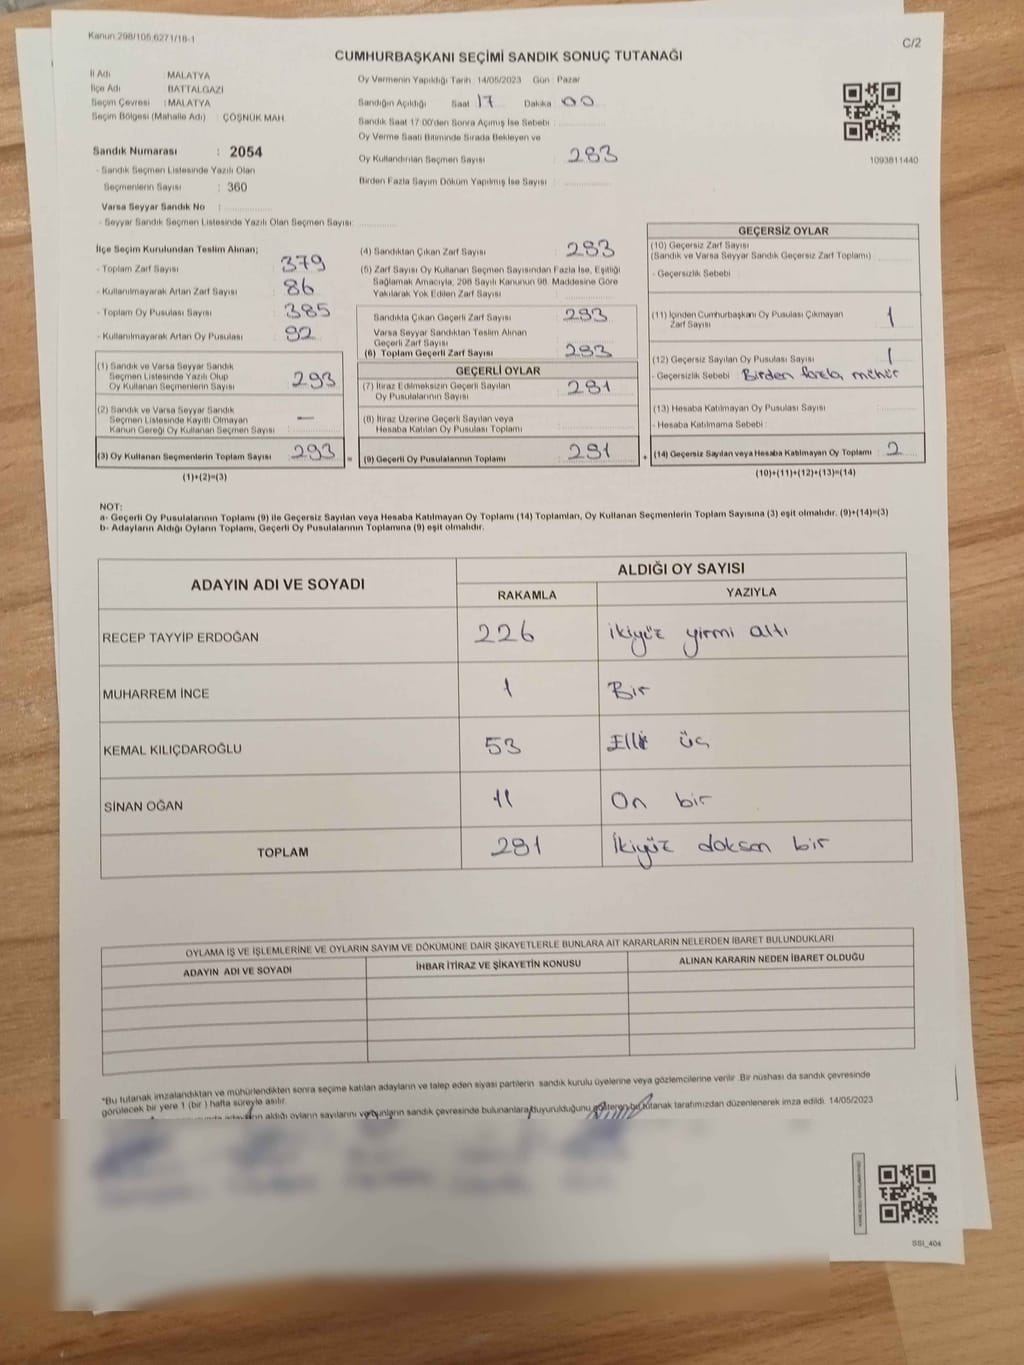 Kanun:298/105;6271/18-1
C/2
CUMHURBAŞKANI SEÇİMİ SANDIK SONUÇ TUTANAĞI
İl Adı : MALATYA
İlçe Adı : BATTALGAZİ
Seçim Çevresi : MALATYA
Seçim Bölgesi (Mahalle Adı) : ÇÖŞNÜK MAH.
Sandık Numarası : 2054
- Sandık Seçmen Listesinde Yazılı Olan
Seçmenlerin Sayısı : 360
Varsa Seyyar Sandık No :
- Seyyar Sandık Seçmen Listesinde Yazılı Olan Seçmen Sayısı:
Oy Vermenin Yapıldığı Tarih : 14/05/2023 Gün : Pazar
Sandığın Açıldığı Saat 17 Dakika 00
Sandık Saat 17:00'den Sonra Açımış İse Sebebi :
Oy Verme Saati Bitiminde Sırada Bekleyen ve
Oy Kullandırılan Seçmen Sayısı : 293
Birden Fazla Sayım Döküm Yapılmış İse Sayısı :
1093811440
İlçe Seçim Kurulundan Teslim Alınan;
- Toplam Zarf Sayısı : 379
- Kullanılmayarak Artan Zarf Sayısı : 86
- Toplam Oy Pusulası Sayısı : 385
- Kullanılmayarak Artan Oy Pusulası : 92
(1) Sandık ve Varsa Seyyar Sandık
Seçmen Listesinde Yazılı Olup
Oy Kullanan Seçmenlerin Sayısı : 293
(2) Sandık ve Varsa Seyyar Sandık
Seçmen Listesinde Kayıtlı Olmayan
Kanun Gereği Oy Kullanan Seçmen Sayısı : —
(3) Oy Kullanan Seçmenlerin Toplam Sayısı : 293
(1)+(2)=(3)
(4) Sandıktan Çıkan Zarf Sayısı : 293
(5) Zarf Sayısı Oy Kullanan Seçmen Sayısından Fazla İse, Eşitliği
Sağlamak Amacıyla; 298 Sayılı Kanunun 98. Maddesine Göre
Yakılarak Yok Edilen Zarf Sayısı :
Sandıkta Çıkan Geçerli Zarf Sayısı : 293
Varsa Seyyar Sandıktan Teslim Alınan
Geçerli Zarf Sayısı :
(6) Toplam Geçerli Zarf Sayısı : 293
GEÇERLİ OYLAR
(7) İtiraz Edilmeksizin Geçerli Sayılan
Oy Pusulalarının Sayısı : 291
(8) İtiraz Üzerine Geçerli Sayılan veya
Hesaba Katılan Oy Pusulası Toplamı :
= (9) Geçerli Oy Pusulalarının Toplamı : 291
GEÇERSİZ OYLAR
(10) Geçersiz Zarf Sayısı
(Sandık ve Varsa Seyyar Sandık Geçersiz Zarf Toplamı) :
- Geçersizlik Sebebi :
(11) İçinden Cumhurbaşkanı Oy Pusulası Çıkmayan
Zarf Sayısı : 1
(12) Geçersiz Sayılan Oy Pusulası Sayısı : 1
- Geçersizlik Sebebi : Birden fazla mühür
(13) Hesaba Katılmayan Oy Pusulası Sayısı :
- Hesaba Katılmama Sebebi :
+ (14) Geçersiz Sayılan veya Hesaba Katılmayan Oy Toplamı : 2
(10)+(11)+(12)+(13)=(14)
NOT:
a- Geçerli Oy Pusulalarının Toplamı (9) ile Geçersiz Sayılan veya Hesaba Katılmayan Oy Toplamı (14) Toplamları, Oy Kullanan Seçmenlerin Toplam Sayısına (3) eşit olmalıdır. (9)+(14)=(3)
b- Adayların Aldığı Oyların Toplamı, Geçerli Oy Pusulalarının Toplamına (9) eşit olmalıdır.
ADAYIN ADI VE SOYADI ALDIĞI OY SAYISI
RAKAMLA YAZIYLA
RECEP TAYYİP ERDOĞAN 226 ikiyüz yirmi altı
MUHARREM İNCE 1 Bir
KEMAL KILIÇDAROĞLU 53 Elli üç
SİNAN OĞAN 11 On bir
TOPLAM 291 İkiyüz doksan bir
OYLAMA İŞ VE İŞLEMLERİNE VE OYLARIN SAYIM VE DÖKÜMÜNE DAİR ŞİKAYETLERLE BUNLARA AİT KARARLARIN NELERDEN İBARET BULUNDUKLARI
ADAYIN ADI VE SOYADI İHBAR İTİRAZ VE ŞİKAYETİN KONUSU ALINAN KARARIN NEDEN İBARET OLDUĞU
*Bu tutanak imzalandıktan ve mühürlendikten sonra seçime katılan adayların ve talep eden siyasi partilerin sandık kurulu üyelerine veya gözlemcilerine verilir .Bir nüshası da sandık çevresinde
görülecek bir yere 1 (bir ) hafta süreyle asılır.
aldığı oyların sayılarını ve bunların sandık çevresinde bulunanlara duyurulduğunu gösteren bu tutanak tarafımızdan düzenlenerek imza edildi. 14/05/2023
SSI_404